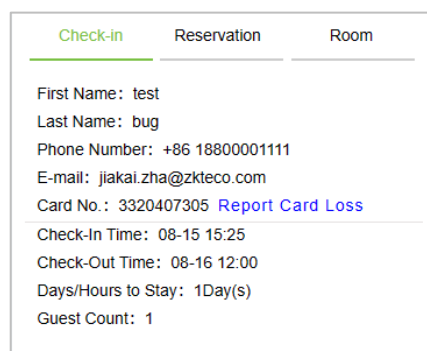 Check-in Reservation Room
First Name：test
Last Name：bug
Phone Number：+86 18800001111
E-mail：jiakai.zha@zkteco.com
Card No.：3320407305 Report Card Loss
Check-In Time：08-15 15:25
Check-Out Time：08-16 12:00
Days/Hours to Stay：1Day(s)
Guest Count：1